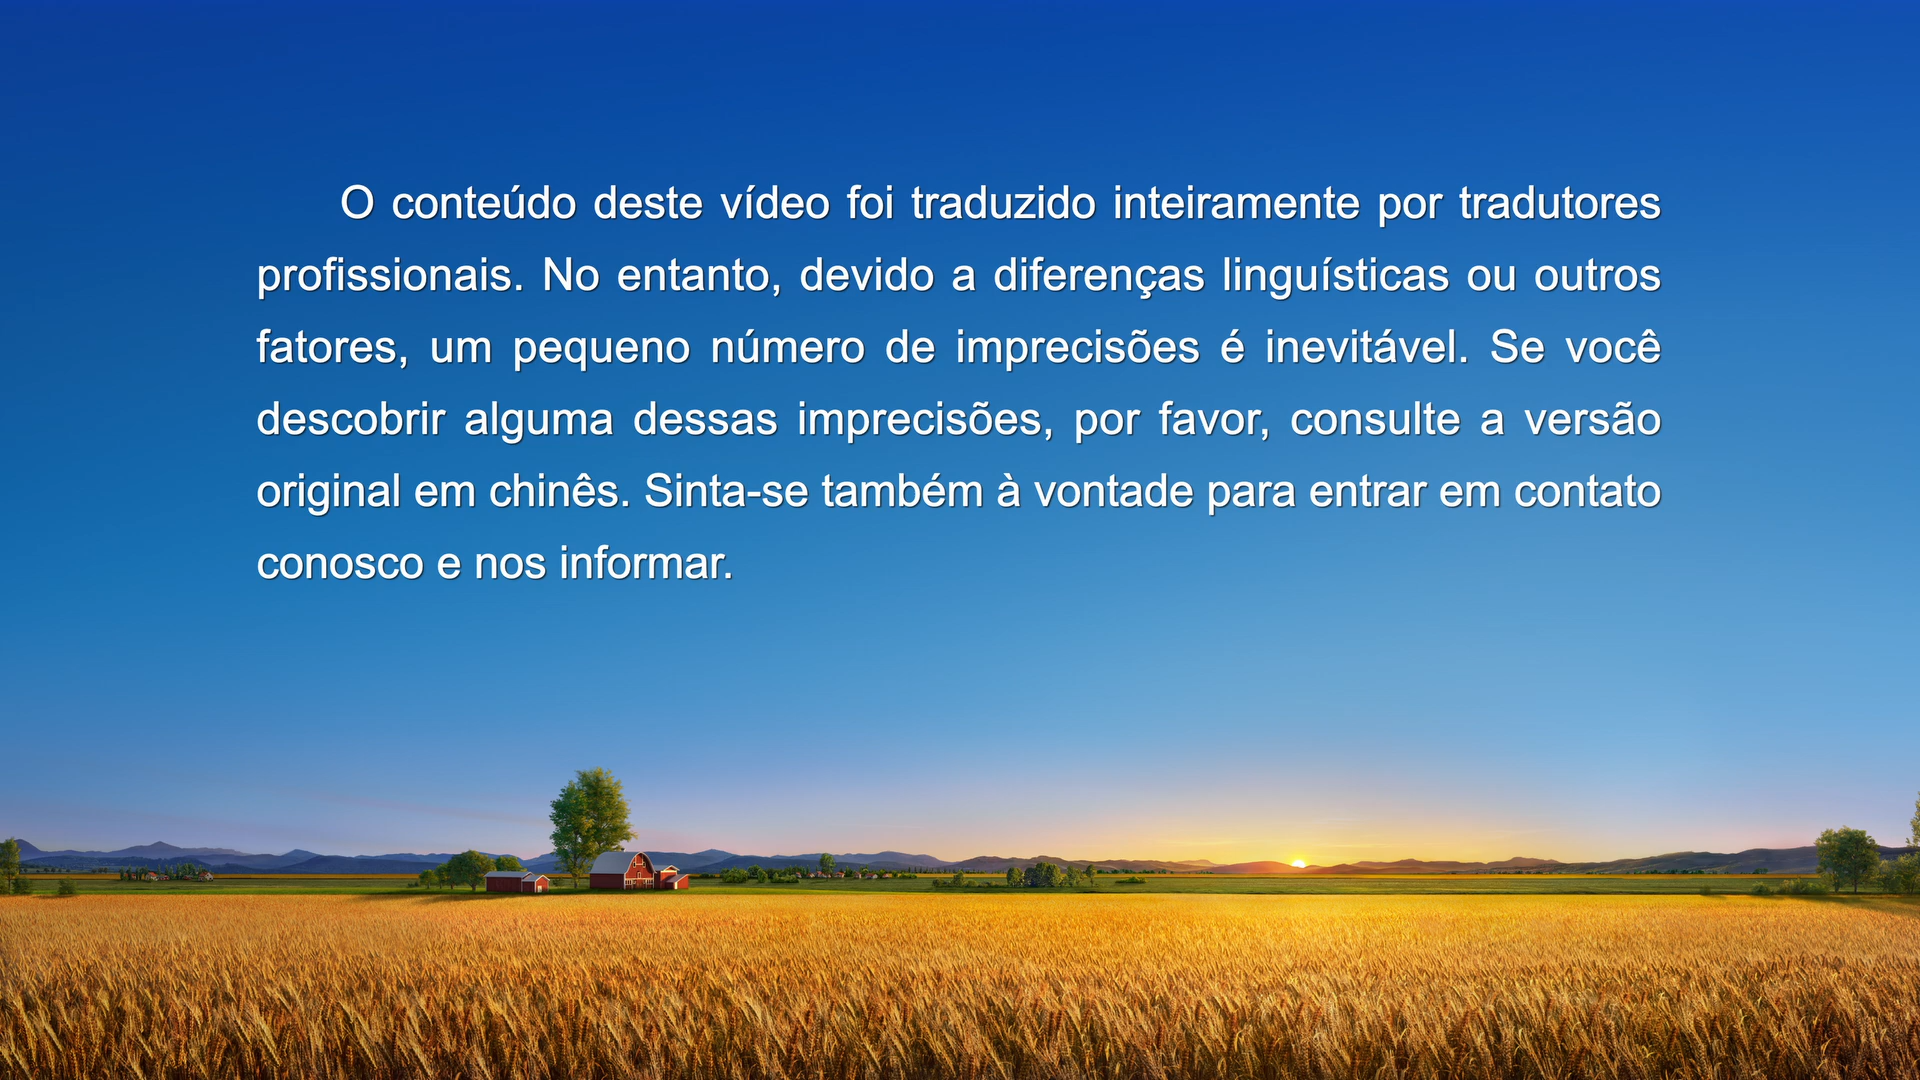 O conteúdo deste vídeo foi traduzido inteiramente por tradutores
profissionais. No entanto, devido a diferenças linguísticas ou outros
fatores, um pequeno número de imprecisões é inevitável. Se você
descobrir alguma dessas imprecisões, por favor, consulte a versão
original em chinês. Sinta-se também à vontade para entrar em contato
conosco e nos informar.